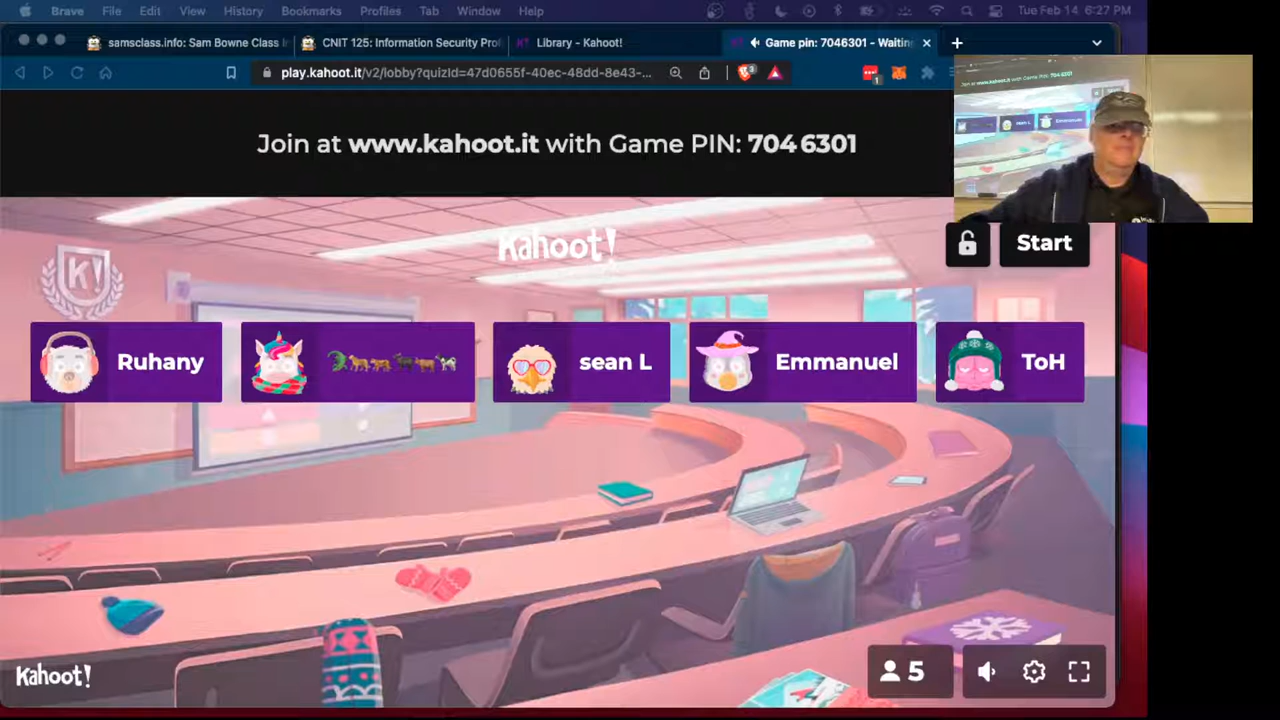 Brave File Edit View History Bookmarks Profiles Tab Window Help Tue Feb 14 6:27 PM
samsclass.info: Sam Bowne Class I
CNIT 125: Information Security Pro
Library - Kahoot!
Game pin: 7046301 - Waitin
play.kahoot.it/v2/lobby?quizId=47d0655f-40ec-48dd-8e43-...
Join at www.kahoot.it with Game PIN: 704 6301
Kahoot!
Start
K!
Ruhany
sean L
Emmanuel
ToH
Kahoot!
5